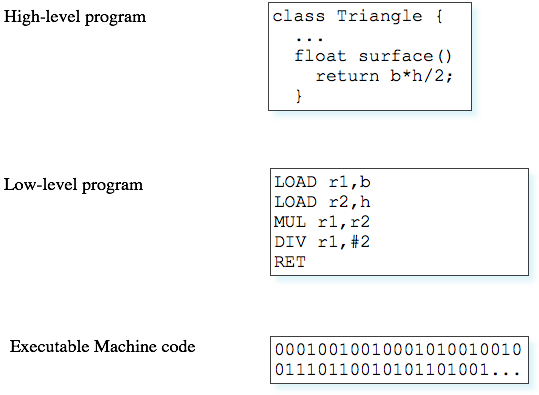 High-level program
class Triangle {
...
float surface()
return b*h/2;
}
Low-level program
LOAD r1,b
LOAD r2,h
MUL r1,r2
DIV r1,#2
RET
Executable Machine code
00010010010001010010010
01110110010101101001...